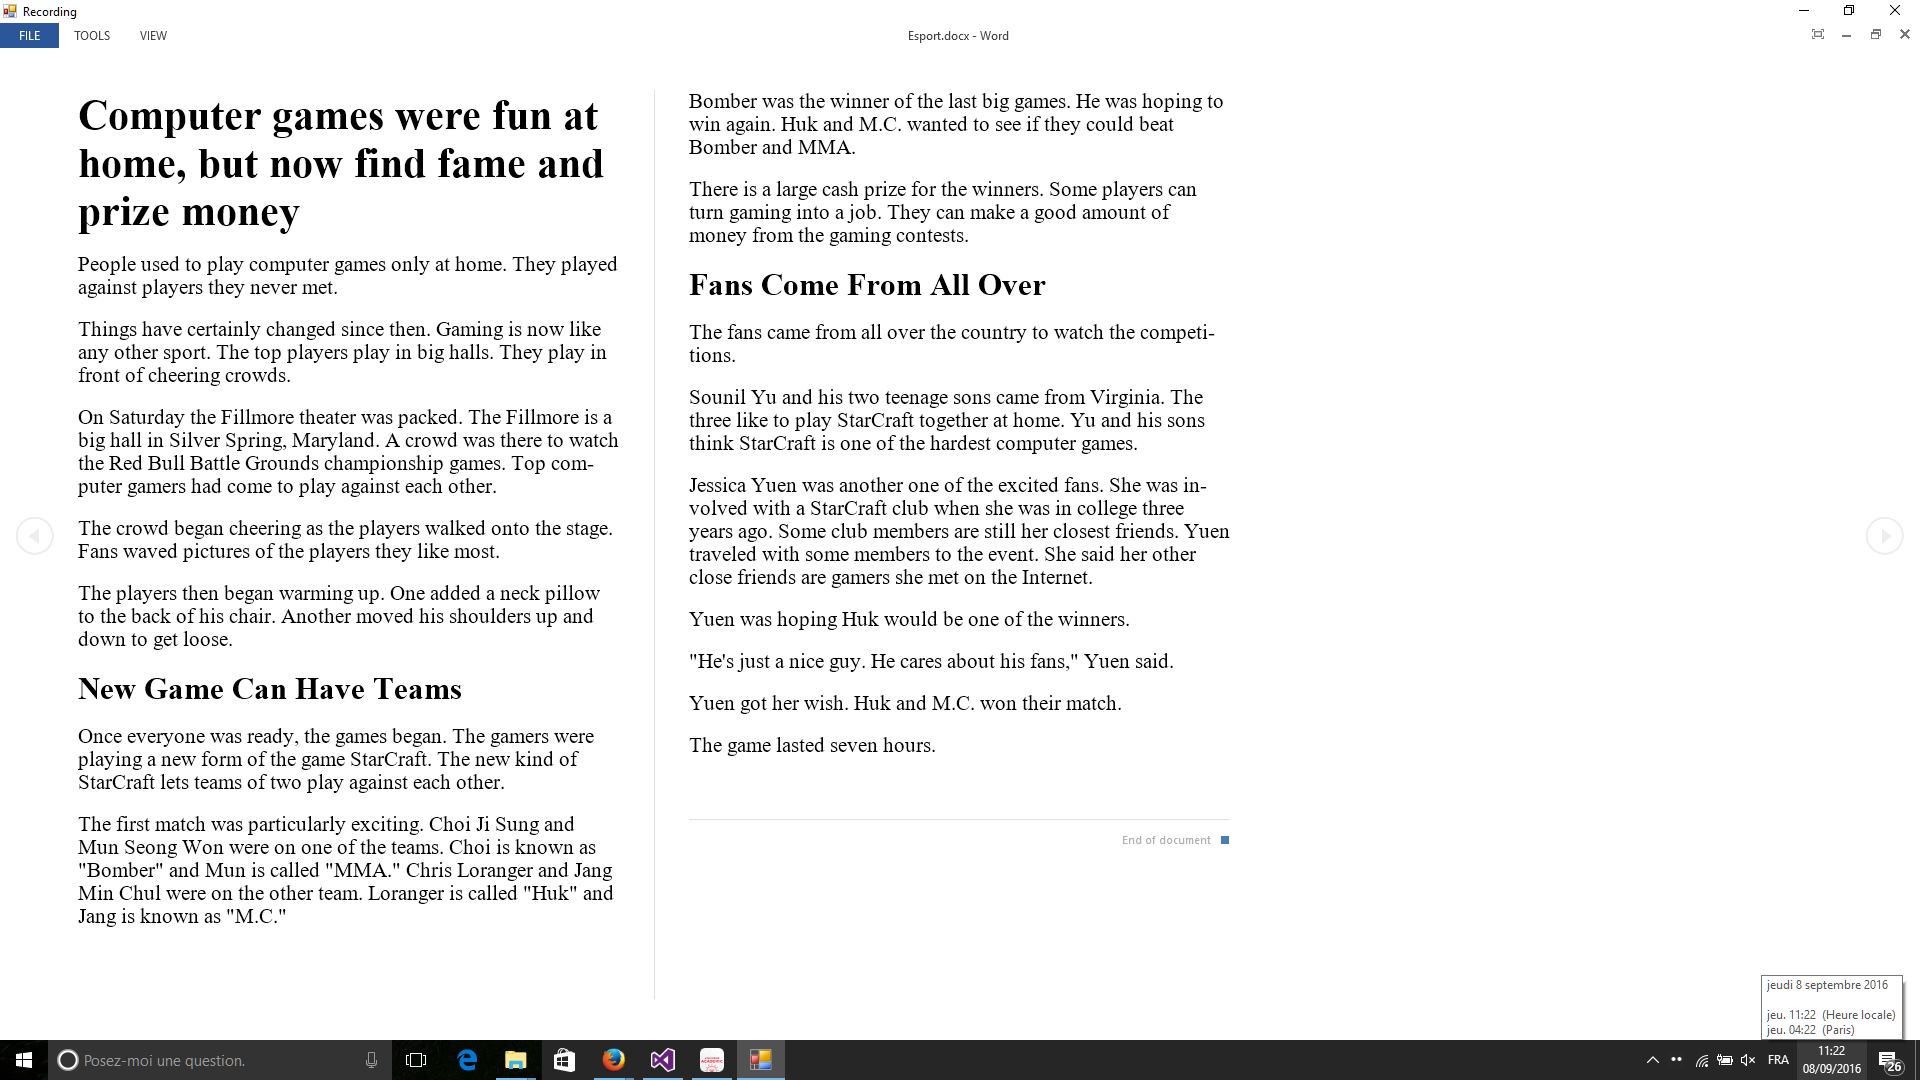 Recording
FILE TOOLS VIEW Esport.docx - Word
Computer games were fun at
home, but now find fame and
prize money
People used to play computer games only at home. They played
against players they never met.
Things have certainly changed since then. Gaming is now like
any other sport. The top players play in big halls. They play in
front of cheering crowds.
On Saturday the Fillmore theater was packed. The Fillmore is a
big hall in Silver Spring, Maryland. A crowd was there to watch
the Red Bull Battle Grounds championship games. Top com-
puter gamers had come to play against each other.
The crowd began cheering as the players walked onto the stage.
Fans waved pictures of the players they like most.
The players then began warming up. One added a neck pillow
to the back of his chair. Another moved his shoulders up and
down to get loose.
New Game Can Have Teams
Once everyone was ready, the games began. The gamers were
playing a new form of the game StarCraft. The new kind of
StarCraft lets teams of two play against each other.
The first match was particularly exciting. Choi Ji Sung and
Mun Seong Won were on one of the teams. Choi is known as
"Bomber" and Mun is called "MMA." Chris Loranger and Jang
Min Chul were on the other team. Loranger is called "Huk" and
Jang is known as "M.C."
Bomber was the winner of the last big games. He was hoping to
win again. Huk and M.C. wanted to see if they could beat
Bomber and MMA.
There is a large cash prize for the winners. Some players can
turn gaming into a job. They can make a good amount of
money from the gaming contests.
Fans Come From All Over
The fans came from all over the country to watch the competi-
tions.
Sounil Yu and his two teenage sons came from Virginia. The
three like to play StarCraft together at home. Yu and his sons
think StarCraft is one of the hardest computer games.
Jessica Yuen was another one of the excited fans. She was in-
volved with a StarCraft club when she was in college three
years ago. Some club members are still her closest friends. Yuen
traveled with some members to the event. She said her other
close friends are gamers she met on the Internet.
Yuen was hoping Huk would be one of the winners.
"He's just a nice guy. He cares about his fans," Yuen said.
Yuen got her wish. Huk and M.C. won their match.
The game lasted seven hours.
End of document
jeudi 8 septembre 2016
jeu. 11:22 (Heure locale)
jeu. 04:22 (Paris)
Posez-moi une question.
FRA
11:22
08/09/2016
26